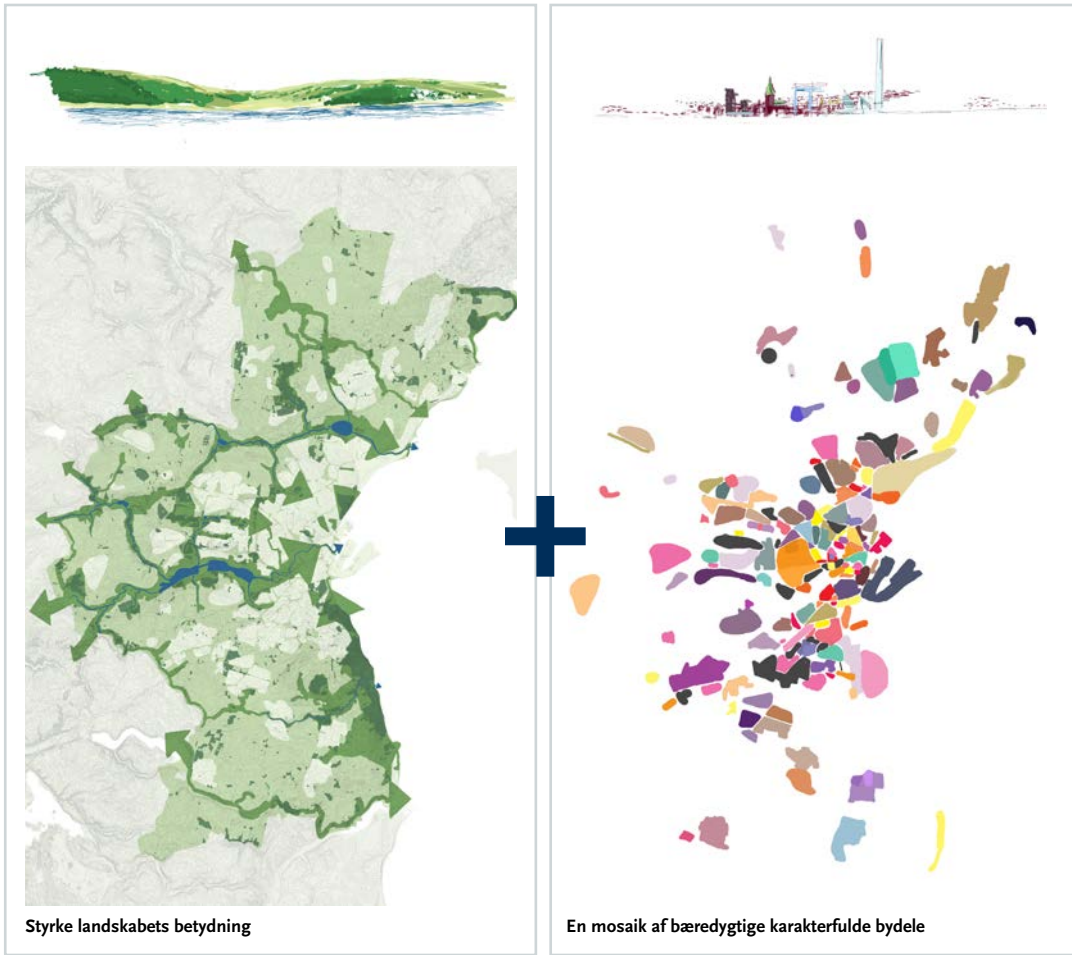 Styrke landskabets betydning
En mosaik af bæredygtige karakterfulde bydele